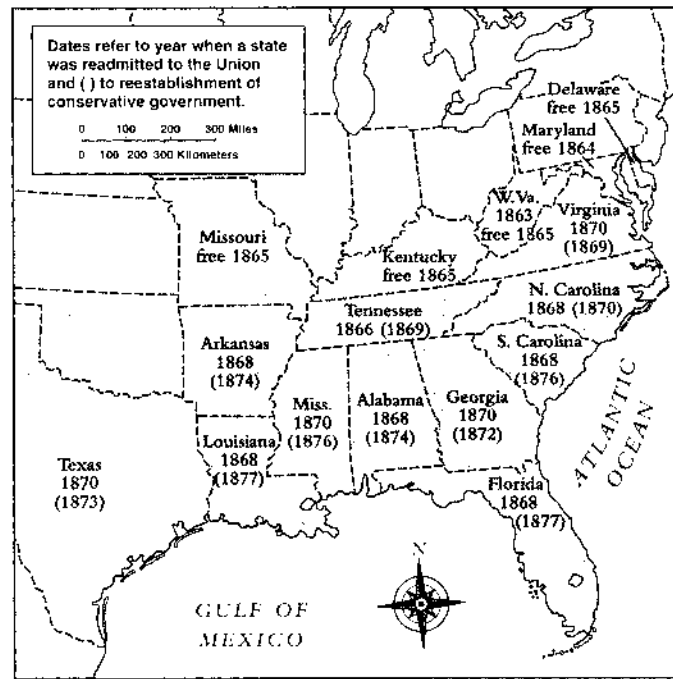 Dates refer to year when a state
was readmitted to the Union
and ( ) to reestablishment of
conservative government.
0 100 200 300 Miles
0 100 200 300 Kilometers
Delaware
free 1865
Maryland
free 1864
W.Va.
1863
free 1865
Virginia
1870
(1869)
Missouri
free 1865
Kentucky
free 1865
N. Carolina
1868 (1870)
Tennessee
1866 (1869)
S. Carolina
1868
(1876)
Arkansas
1868
(1874)
Miss.
1870
(1876)
Alabama
1868
(1874)
Georgia
1870
(1872)
Louisiana
1868
(1877)
Texas
1870
(1873)
Florida
1868
(1877)
ATLANTIC
OCEAN
N
GULF OF
MEXICO